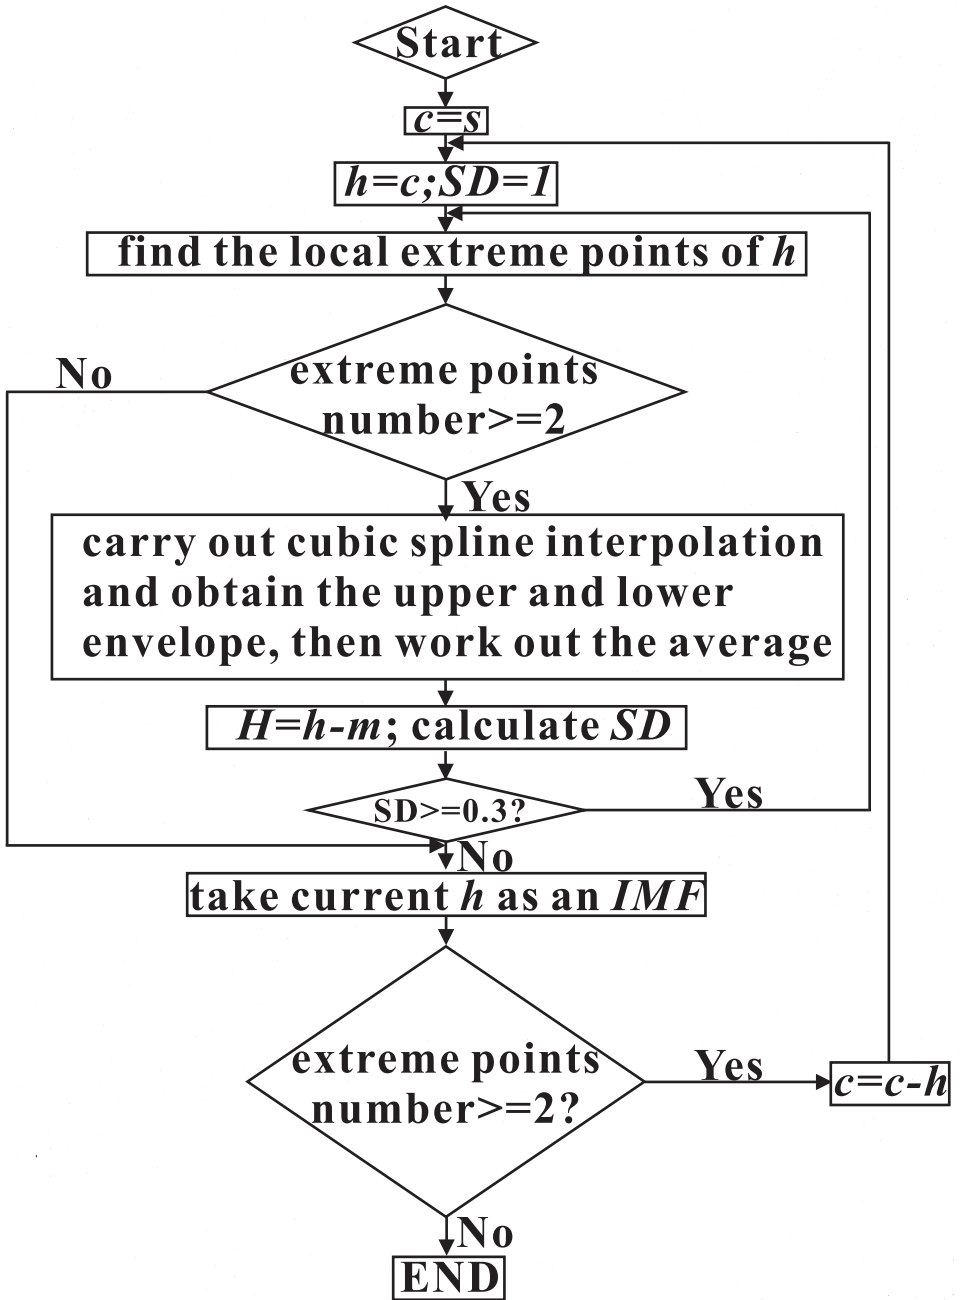 Start
c=s
h=c;SD=1
find the local extreme points of h
No
extreme points
number>=2
Yes
carry out cubic spline interpolation
and obtain the upper and lower
envelope, then work out the average
H=h-m; calculate SD
SD>=0.3?
Yes
No
take current h as an IMF
extreme points
number>=2?
Yes
c=c-h
No
END